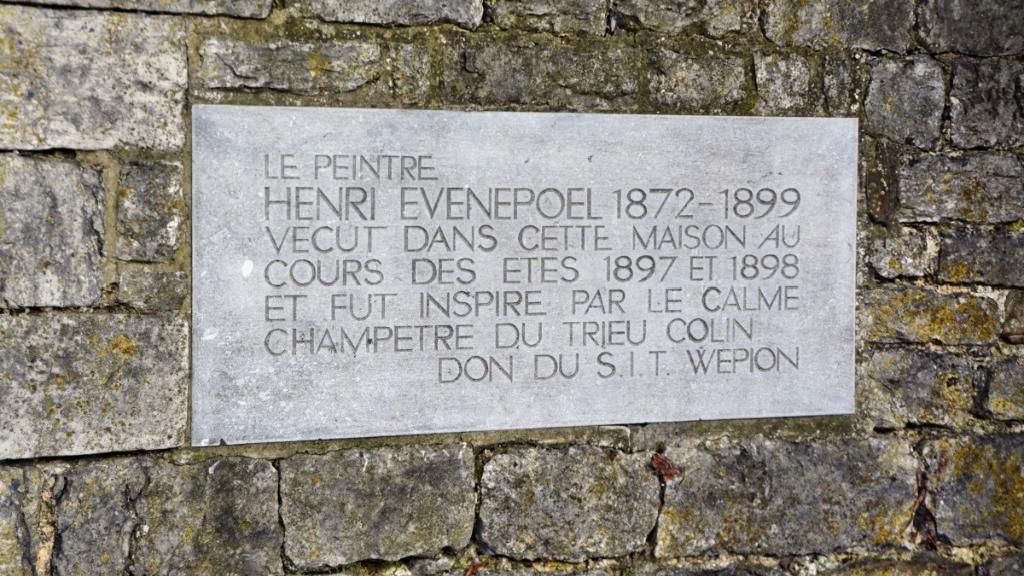 LE PEINTRE
HENRI EVENEPOEL 1872-1899
VECUT DANS CETTE MAISON AU
COURS DES ETES 1897 ET 1898
ET FUT INSPIRE PAR LE CALME
CHAMPETRE DU TRIEU COLIN
DON DU S.I.T. WEPION